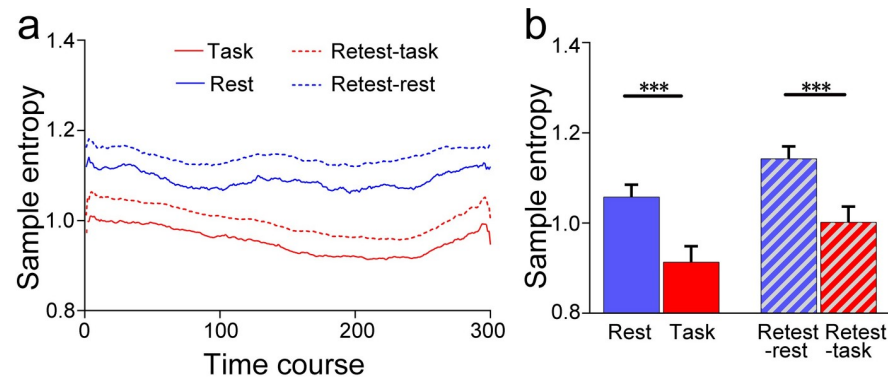 a
1.4
1.2
1.0
0.8
Sample entropy
Task
Retest-task
Rest
Retest-rest
0
100
200
300
Time course
b
1.4
1.2
1.0
0.8
Sample entropy
***
***
Rest
Task
Retest
-rest
Retest
-task